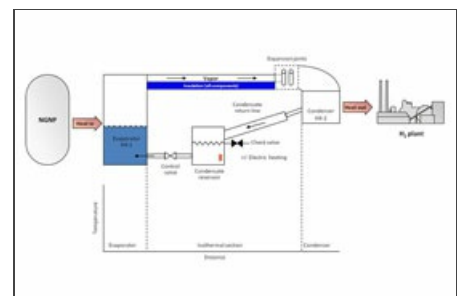 Expansion joints
Vapor
Insulation (all components)
NGNP
Heat in
Evaporator
HX-1
Condensate
return line
Condenser
HX-2
Heat out
H₂ plant
Check valve
Electric heating
Control
valve
Condensate
reservoir
Temperature
Evaporator
Isothermal section
Condenser
Distance